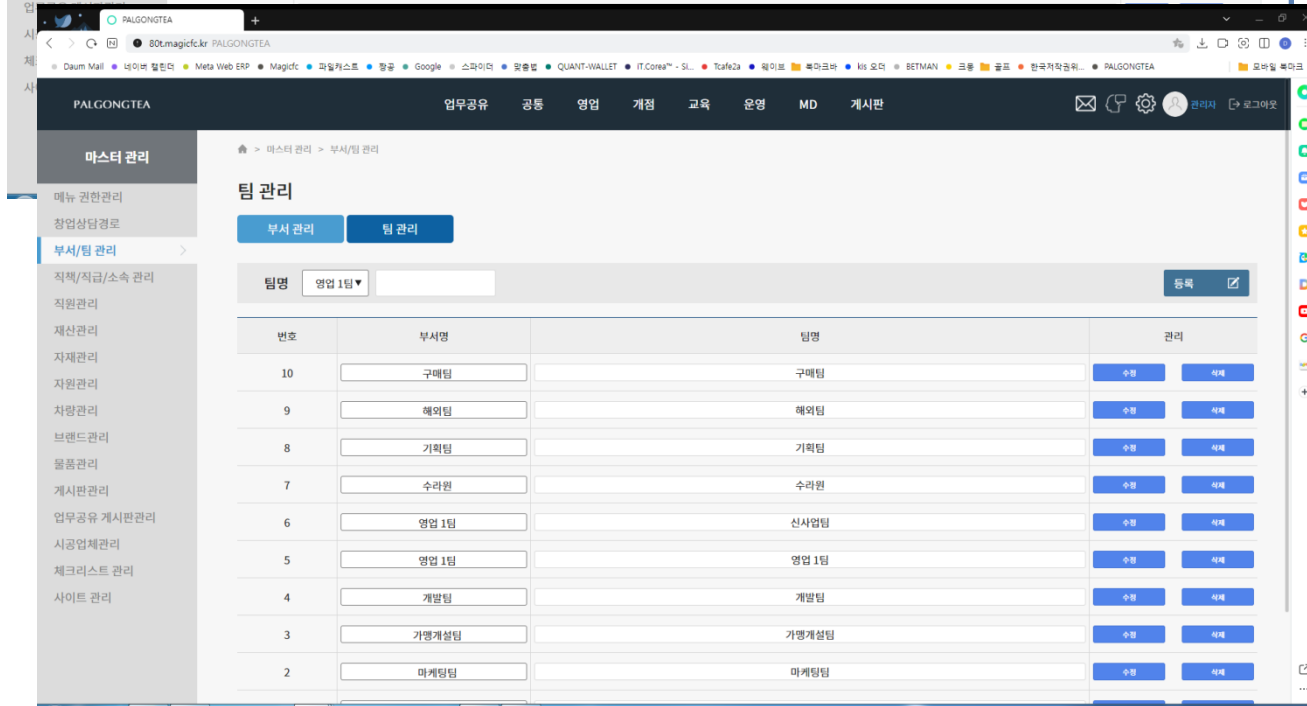 업
시
체
사
PALGONGTEA
80t.magicfc.kr PALGONGTEA
Daum Mail 네이버 캘린더 Meta Web ERP Magicfc 파일캐스트 짱공 Google 스파이더 맞춤법 QUANT-WALLET IT.Corea™ - Si... Tcafe2a 웨이브 북마크바 kis 오더 BETMAN 크몽 골프 한국저작권위... PALGONGTEA 모바일 북마크
PALGONGTEA 업무공유 공통 영업 개점 교육 운영 MD 게시판 관리자 로그아웃
마스터 관리
메뉴 권한관리
창업상담경로
부서/팀 관리
직책/직급/소속 관리
직원관리
재산관리
자재관리
자원관리
차량관리
브랜드관리
물품관리
게시판관리
업무공유 게시판관리
시공업체관리
체크리스트 관리
사이트 관리
> 마스터 관리 > 부서/팀 관리
팀 관리
부서 관리 팀 관리
팀명 영업 1팀▼ 등록
번호 부서명 팀명 관리
10 구매팀 구매팀 수정 삭제
9 해외팀 해외팀 수정 삭제
8 기획팀 기획팀 수정 삭제
7 수라원 수라원 수정 삭제
6 영업 1팀 신사업팀 수정 삭제
5 영업 1팀 영업 1팀 수정 삭제
4 개발팀 개발팀 수정 삭제
3 가맹개설팀 가맹개설팀 수정 삭제
2 마케팅팀 마케팅팀 수정 삭제